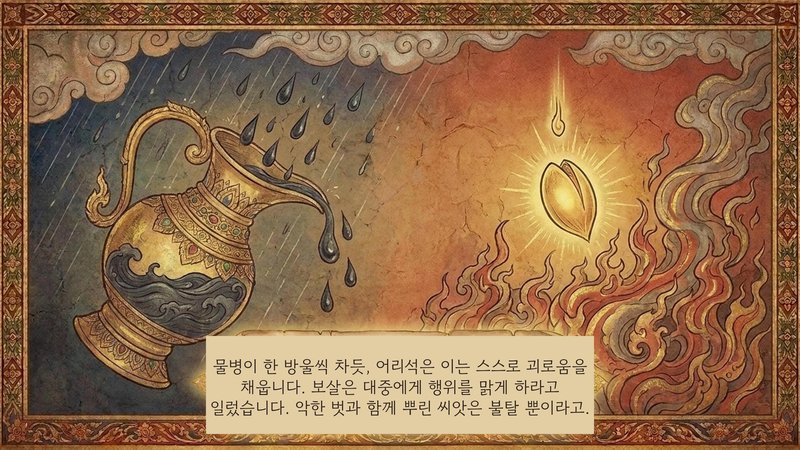 물병이 한 방울씩 차듯, 어리석은 이는 스스로 괴로움을
채웁니다. 보살은 대중에게 행위를 맑게 하라고
일렀습니다. 악한 벗과 함께 뿌린 씨앗은 불탈 뿐이라고.